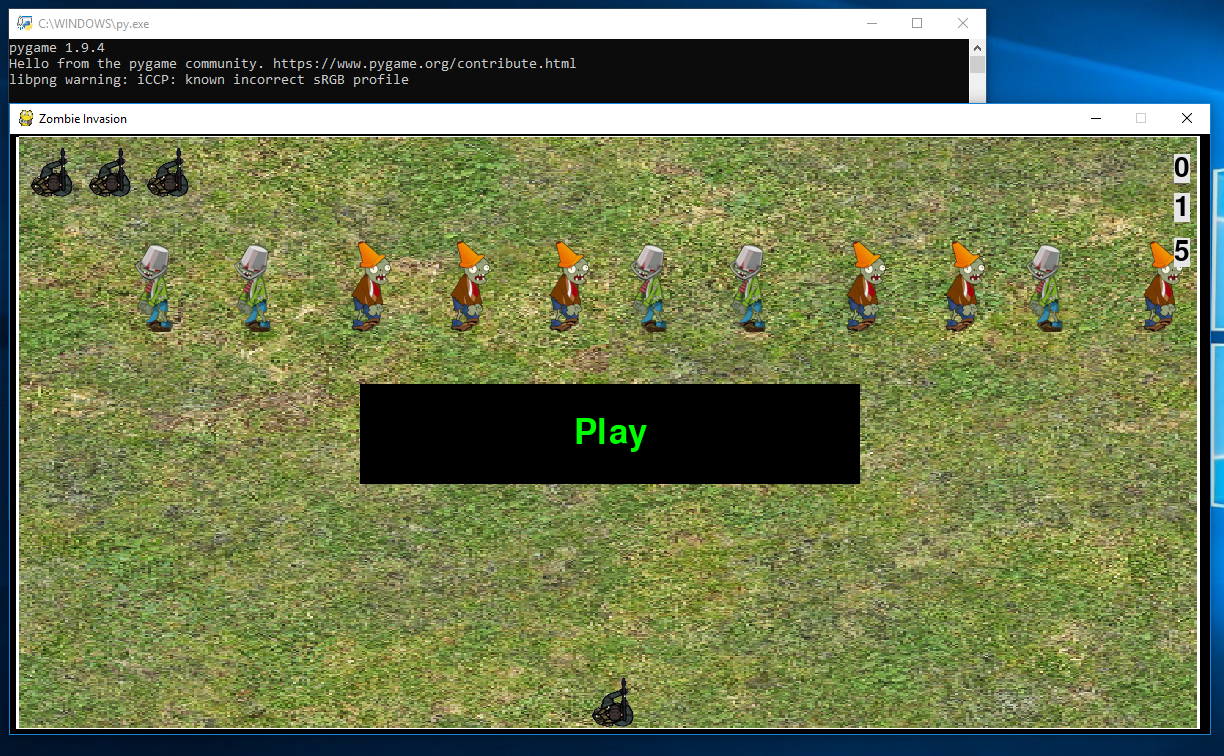 C:\WINDOWS\py.exe
pygame 1.9.4
Hello from the pygame community. https://www.pygame.org/contribute.html
libpng warning: iCCP: known incorrect sRGB profile
Zombie Invasion
0
1
5
Play